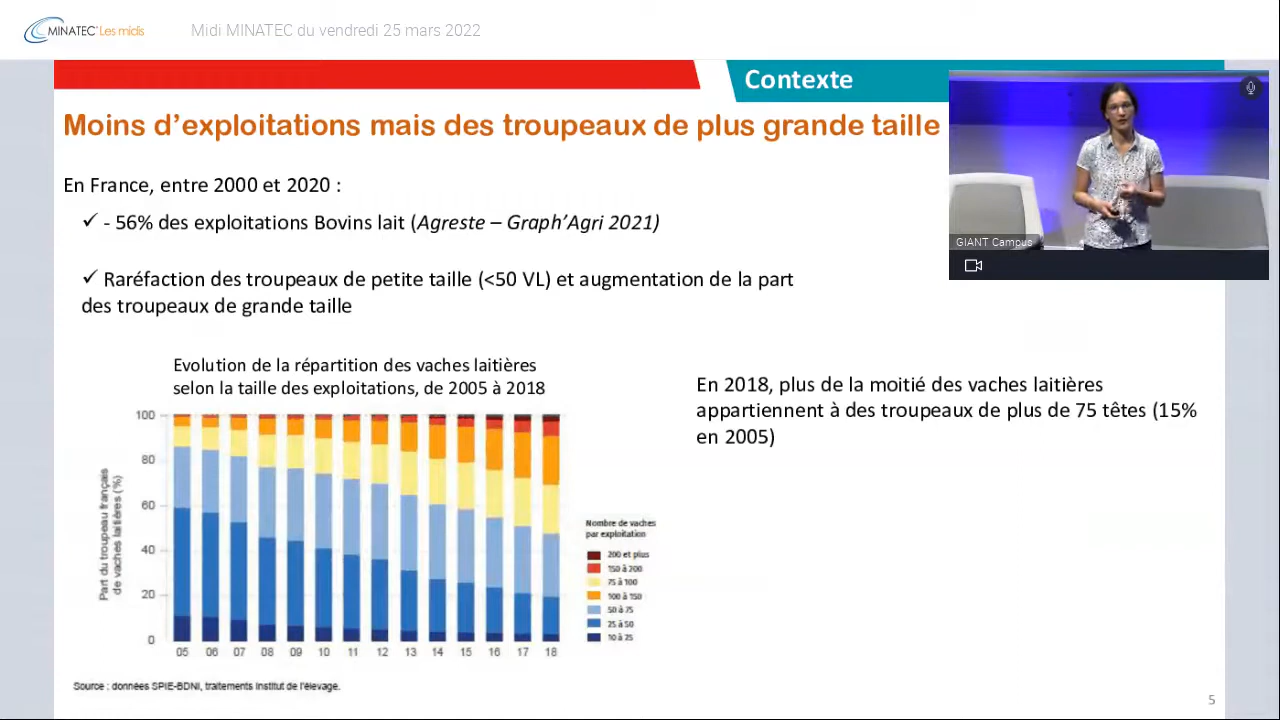 MINATEC Les midis
Midi MINATEC du vendredi 25 mars 2022
Contexte
Moins d'exploitations mais des troupeaux de plus grande taille
GIANT Campus
En France, entre 2000 et 2020 :
✓ - 56% des exploitations Bovins lait (Agreste – Graph'Agri 2021)
✓ Raréfaction des troupeaux de petite taille (<50 VL) et augmentation de la part
des troupeaux de grande taille
Evolution de la répartition des vaches laitières
selon la taille des exploitations, de 2005 à 2018
Part du troupeau français
de vaches laitières (%)
100
80
60
40
20
0
05 06 07 08 09 10 11 12 13 14 15 16 17 18
Nombre de vaches
par exploitation
200 et plus
150 à 200
75 à 100
100 à 150
50 à 75
25 à 50
10 à 25
En 2018, plus de la moitié des vaches laitières
appartiennent à des troupeaux de plus de 75 têtes (15%
en 2005)
Source : données SPIE-BDNI, traitements Institut de l'élevage.
5